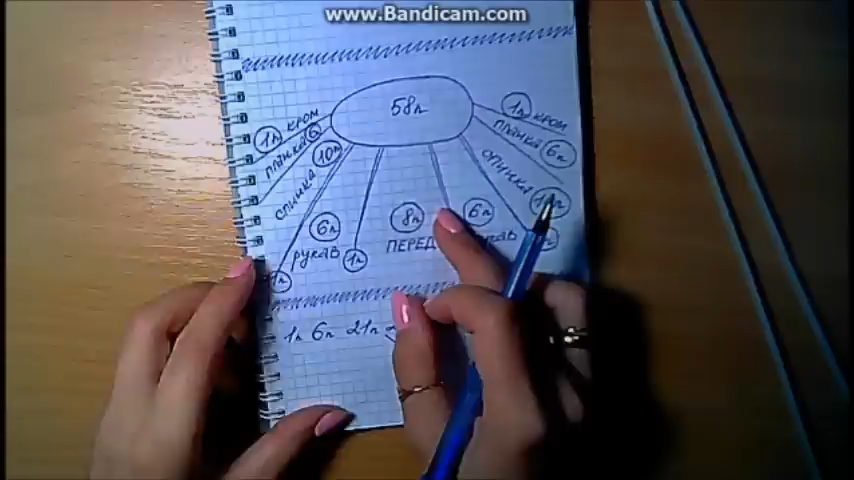 www.Bandicam.com
58п
1п кром
планка 6
спинка 10п
6п
рукав
1п
1п
8п
ПЕРЕД
6п
1п кром
планка 6п
спинка
1п 6п 21п